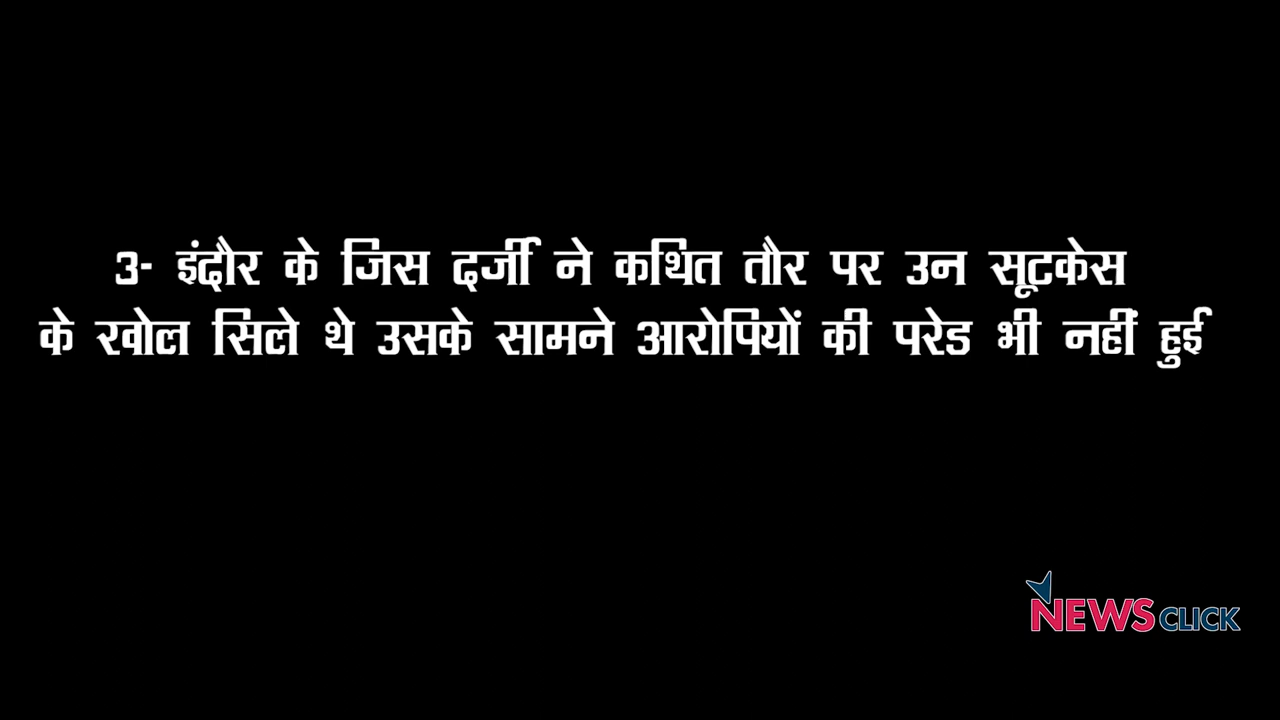 3- इंदौर के जिस दर्जी ने कथित तौर पर उन सूटकेस
के खोल सिले थे उसके सामने आरोपियों की परेड भी नहीं हुई
NEWSCLICK